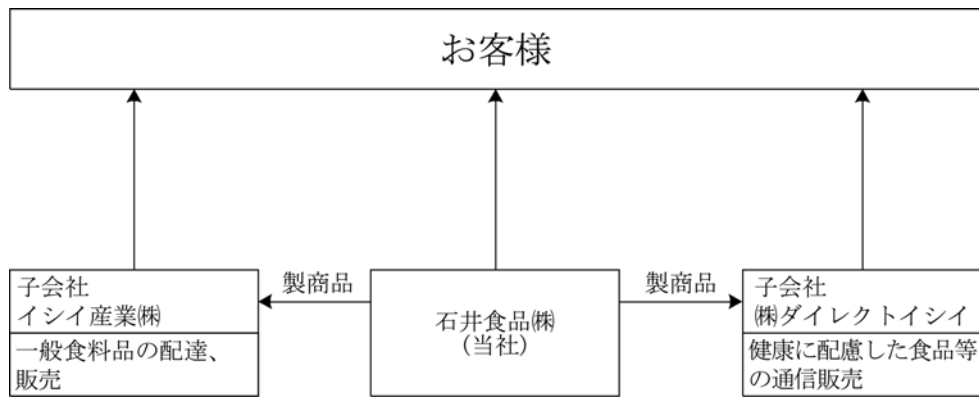 お客様
子会社
イシイ産業㈱
一般食料品の配達、
販売
製商品
石井食品㈱
(当社)
製商品
子会社
㈱ダイレクトイシイ
健康に配慮した食品等
の通信販売